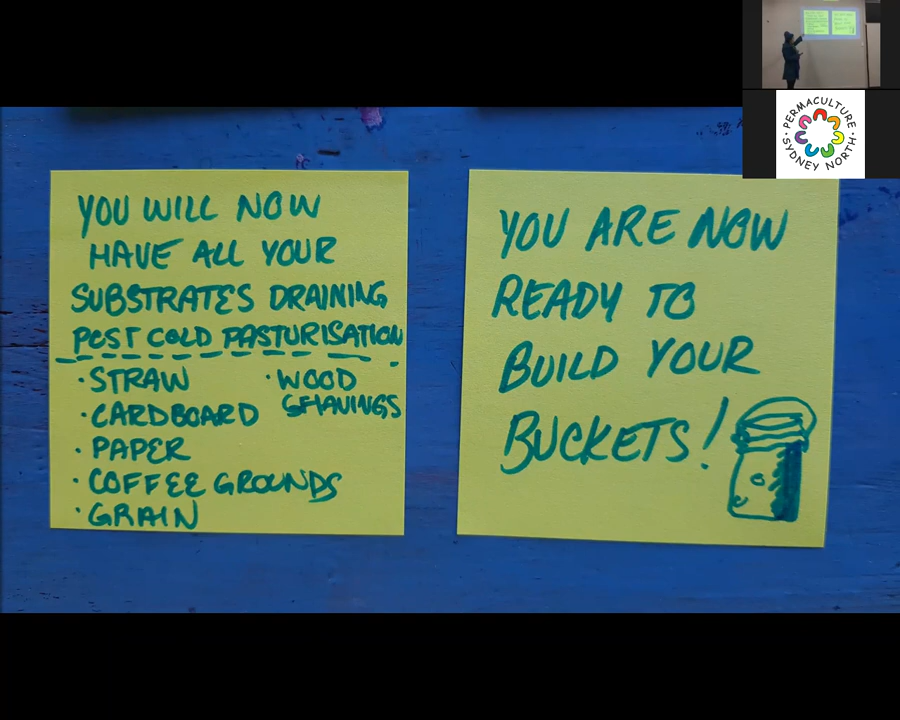 YOU WILL NOW
HAVE ALL YOUR
SUBSTRATES DRAINING
POST COLD PASTURISATION
· STRAW
· CARDBOARD
· PAPER
· COFFEE GROUNDS
· GRAIN
· WOOD
SHAVINGS
YOU ARE NOW
READY TO
BUILD YOUR
BUCKETS!
PERMACULTURE
· SYDNEY NORTH ·